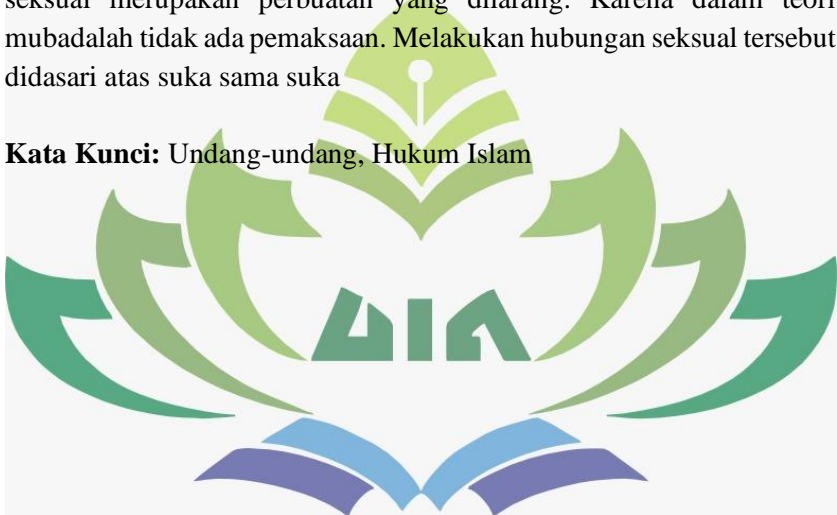 seksual merupakan perbuatan yang dilarang. Karena dalam teori
mubadalah tidak ada pemaksaan. Melakukan hubungan seksual tersebut
didasari atas suka sama suka
Kata Kunci: Undang-undang, Hukum Islam
UIN